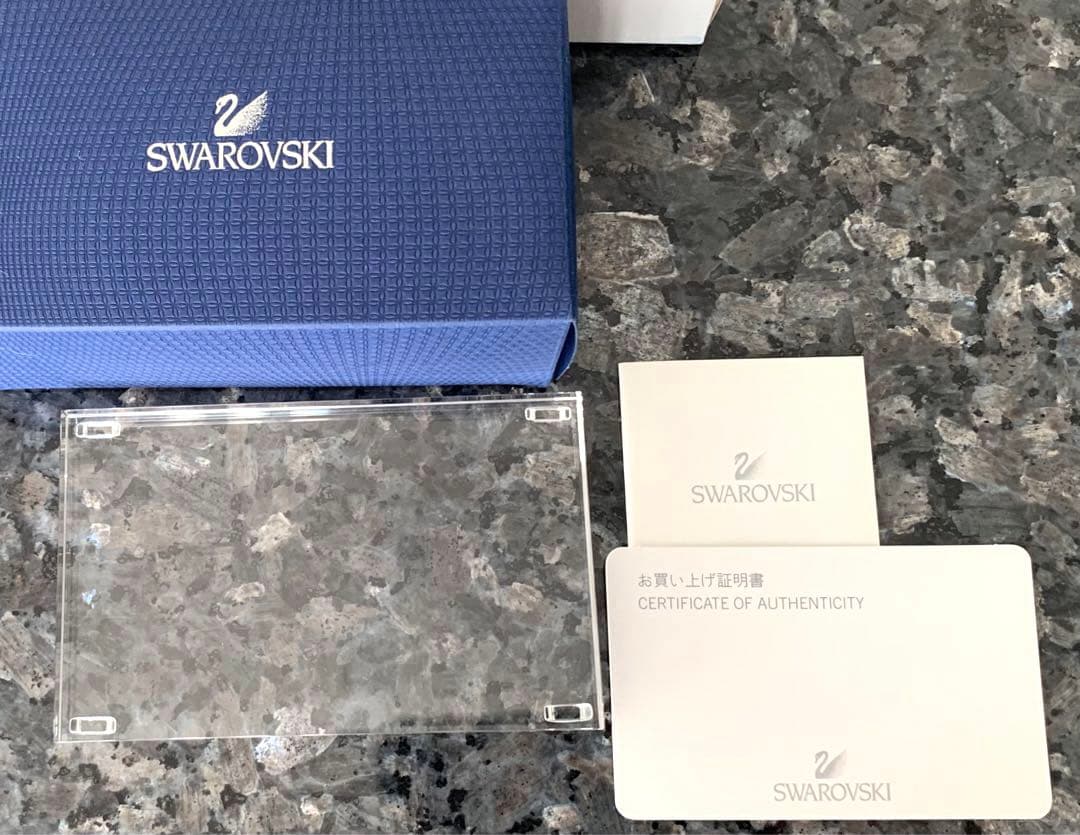 SWAROVSKI
SWAROVSKI
お買い上げ証明書
CERTIFICATE OF AUTHENTICITY
SWAROVSKI